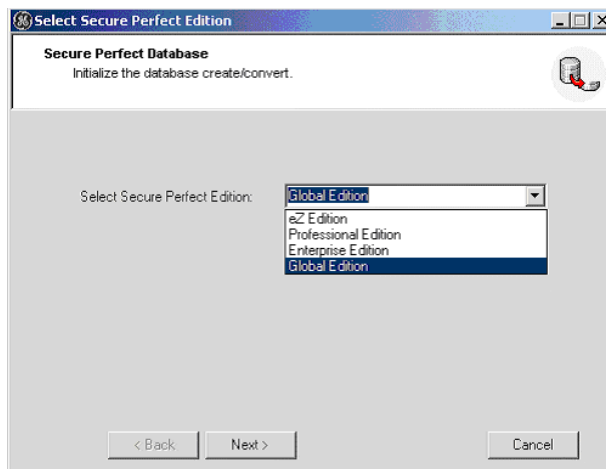 Select Secure Perfect Edition
Secure Perfect Database
Initialize the database create/convert.
Select Secure Perfect Edition:
Global Edition
eZ Edition
Professional Edition
Enterprise Edition
Global Edition
< Back
Next >
Cancel